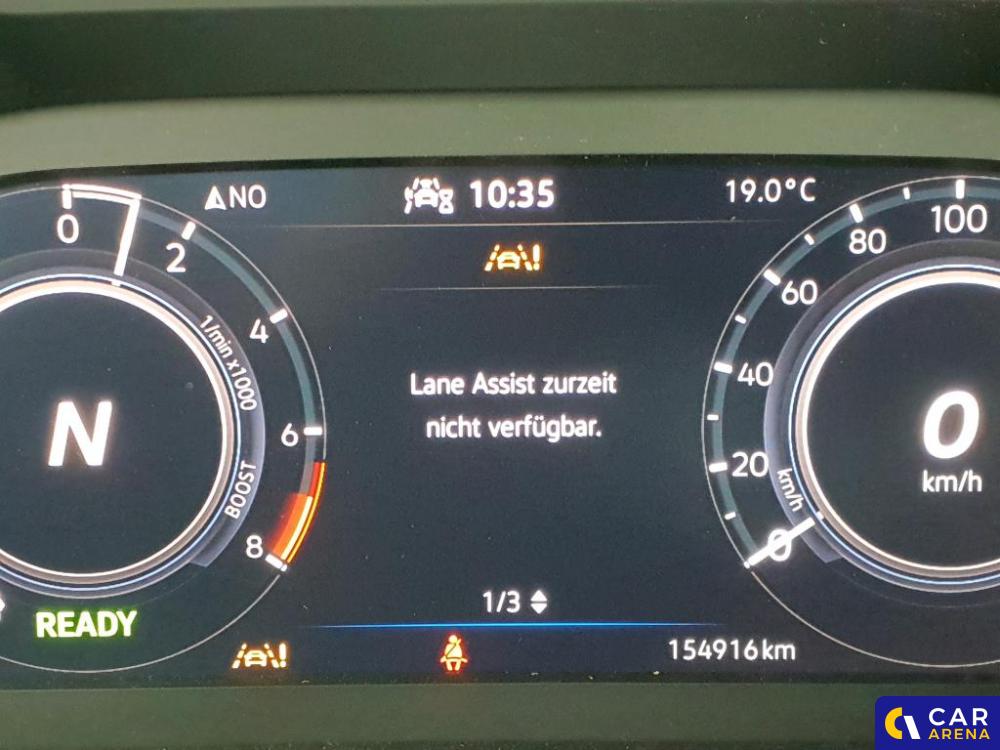 NO
10:35
19.0°C
0
2
4
6
8
1/min x1000
BOOST
N
READY
Lane Assist zurzeit
nicht verfügbar.
1/3
100
80
60
40
20
0
km/h
0
km/h
154916km
CAR
ARENA